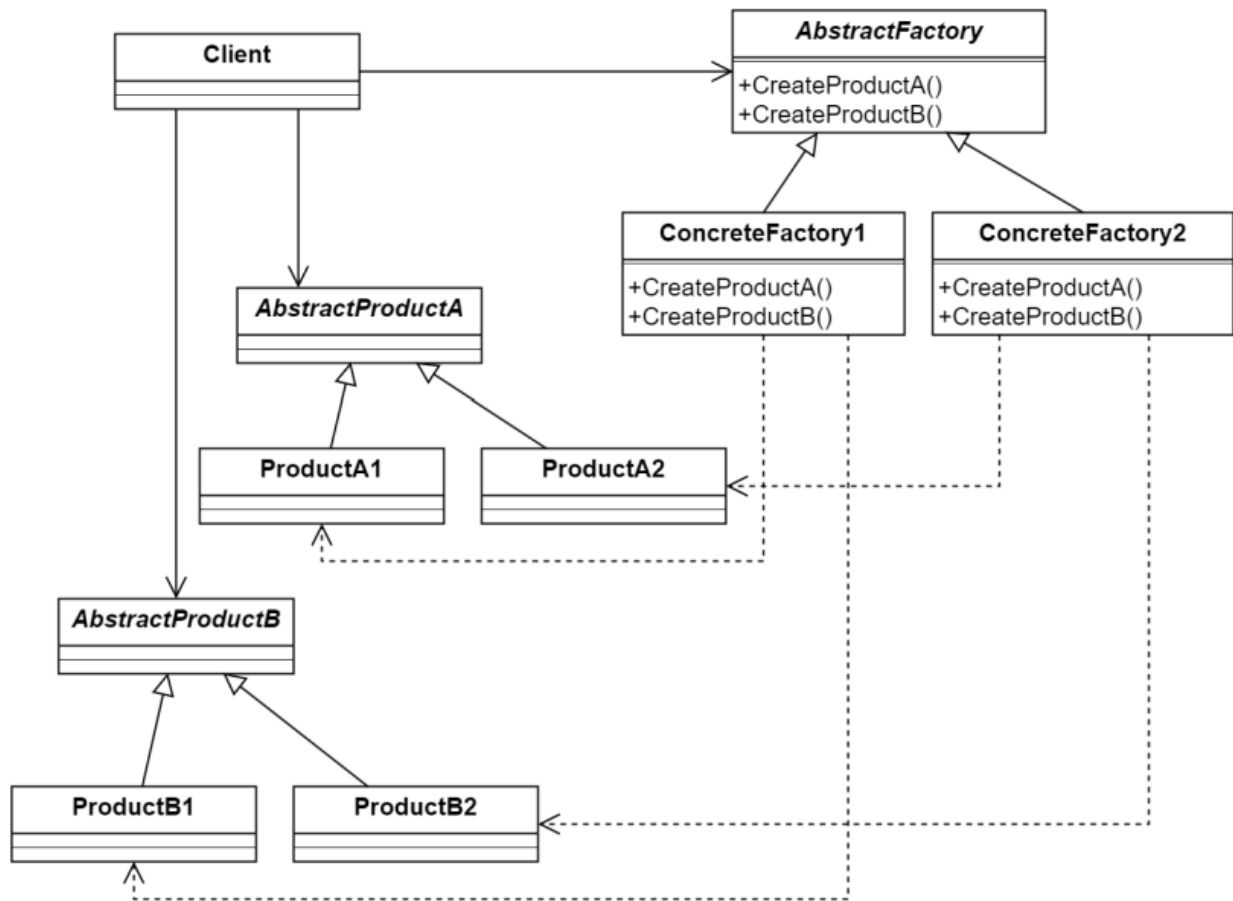 Client
AbstractFactory
+CreateProductA()
+CreateProductB()
ConcreteFactory1
+CreateProductA()
+CreateProductB()
ConcreteFactory2
+CreateProductA()
+CreateProductB()
AbstractProductA
ProductA1
ProductA2
AbstractProductB
ProductB1
ProductB2